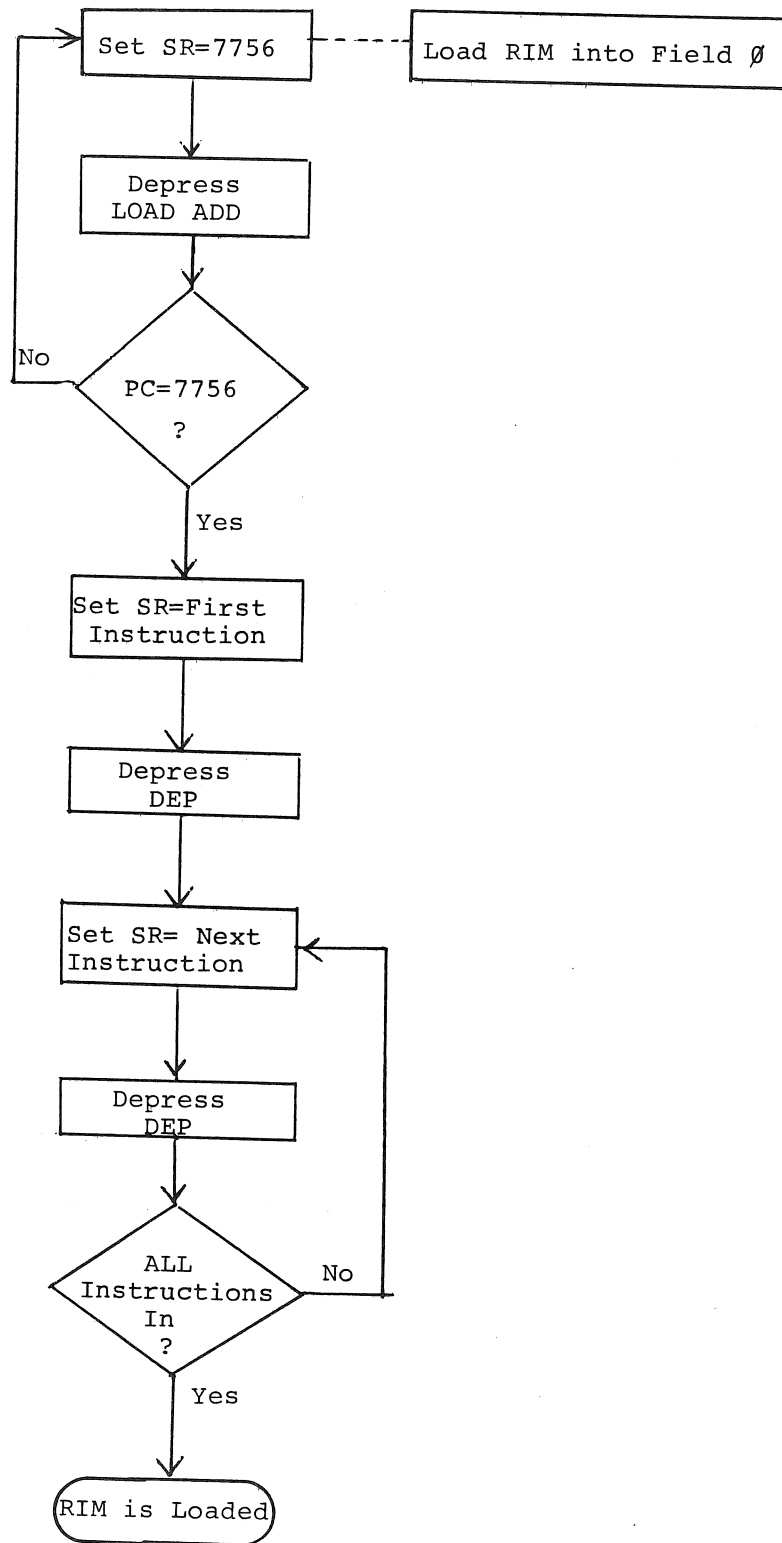 Set SR=7756
Load RIM into Field Ø
Depress
LOAD ADD
No
PC=7756
?
Yes
Set SR=First
Instruction
Depress
DEP
Set SR= Next
Instruction
Depress
DEP
ALL
Instructions
In
?
No
Yes
RIM is Loaded